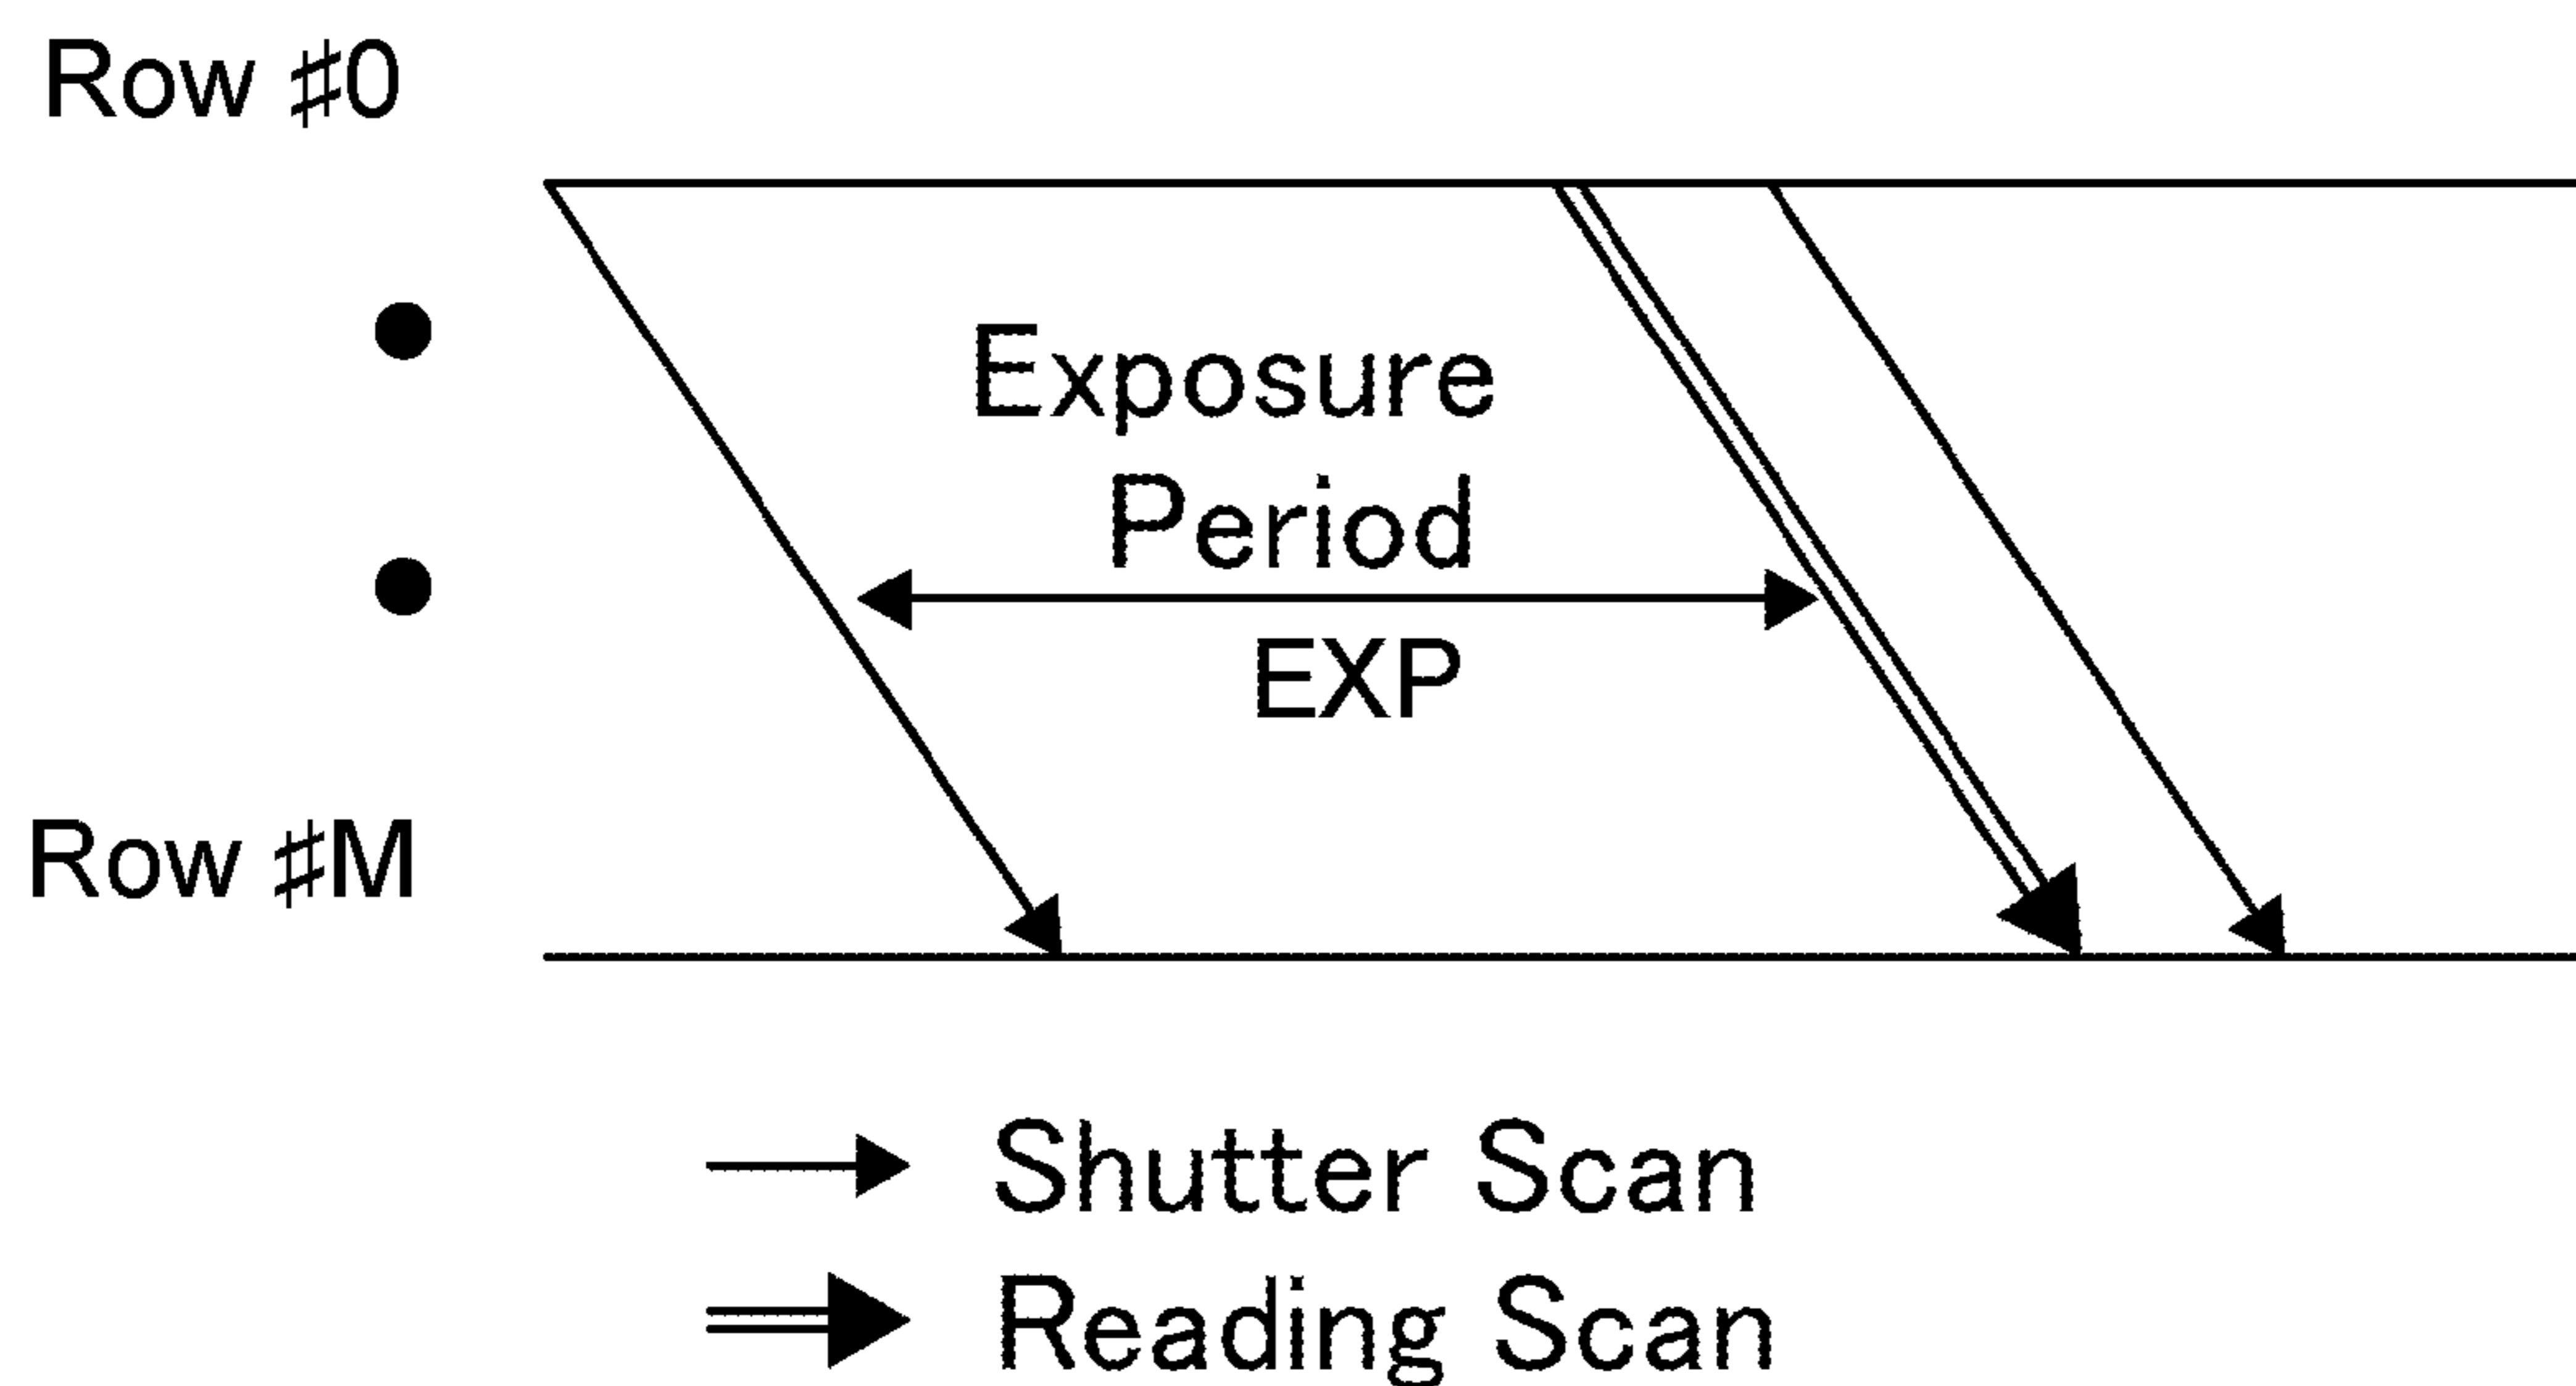 Row ♯0
Exposure
Period
EXP
Row ♯M
Shutter Scan
Reading Scan